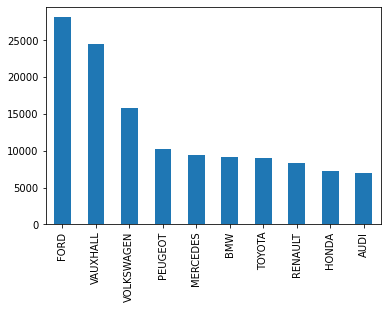 25000
20000
15000
10000
5000
0
FORD
VAUXHALL
VOLKSWAGEN
PEUGEOT
MERCEDES
BMW
TOYOTA
RENAULT
HONDA
AUDI